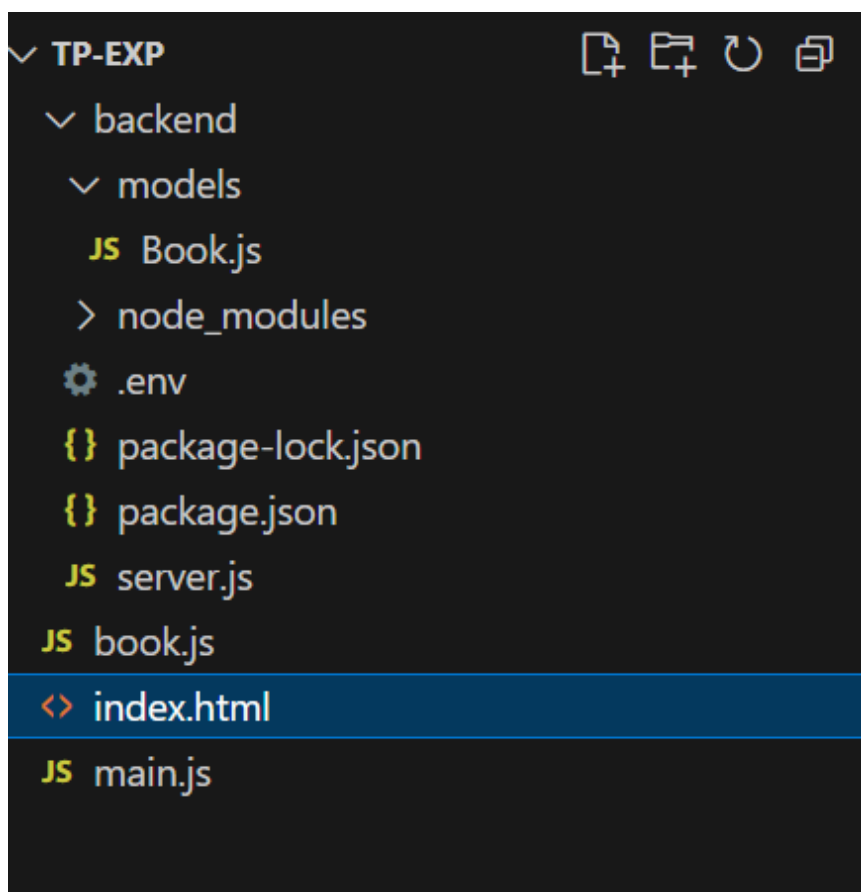 TP-EXP
backend
models
JS Book.js
node_modules
.env
{} package-lock.json
{} package.json
JS server.js
JS book.js
<> index.html
JS main.js